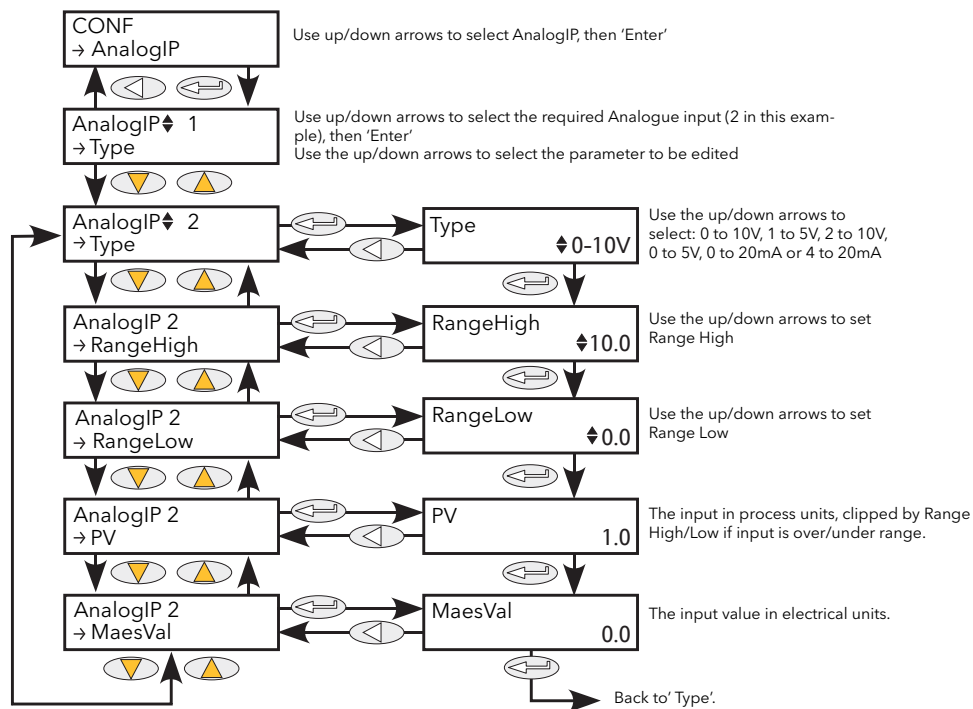 CONF
→ AnalogIP
Use up/down arrows to select AnalogIP, then ‘Enter’
AnalogIP 1
→ Type
Use up/down arrows to select the required Analogue input (2 in this exam-
ple), then ‘Enter’
Use the up/down arrows to select the parameter to be edited
AnalogIP 2
→ Type
Type
0-10V
Use the up/down arrows to
select: 0 to 10V, 1 to 5V, 2 to 10V,
0 to 5V, 0 to 20mA or 4 to 20mA
AnalogIP 2
→ RangeHigh
RangeHigh
10.0
Use the up/down arrows to set
Range High
AnalogIP 2
→ RangeLow
RangeLow
0.0
Use the up/down arrows to set
Range Low
AnalogIP 2
→ PV
PV
1.0
The input in process units, clipped by Range
High/Low if input is over/under range.
AnalogIP 2
→ MaesVal
MaesVal
0.0
The input value in electrical units.
Back to’ Type’.